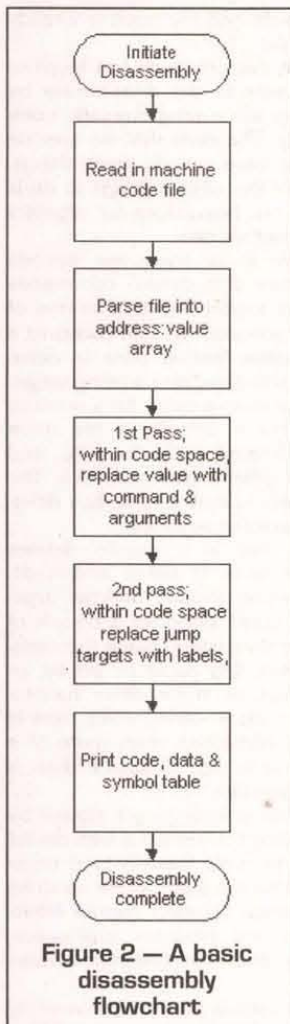 Initiate
Disassembly
Read in machine
code file
Parse file into
address:value
array
1st Pass;
within code space,
replace value with
command &
arguments
2nd pass;
within code space
replace jump
targets with labels,
Print code, data &
symbol table
Disassembly
complete
Figure 2 — A basic
disassembly
flowchart